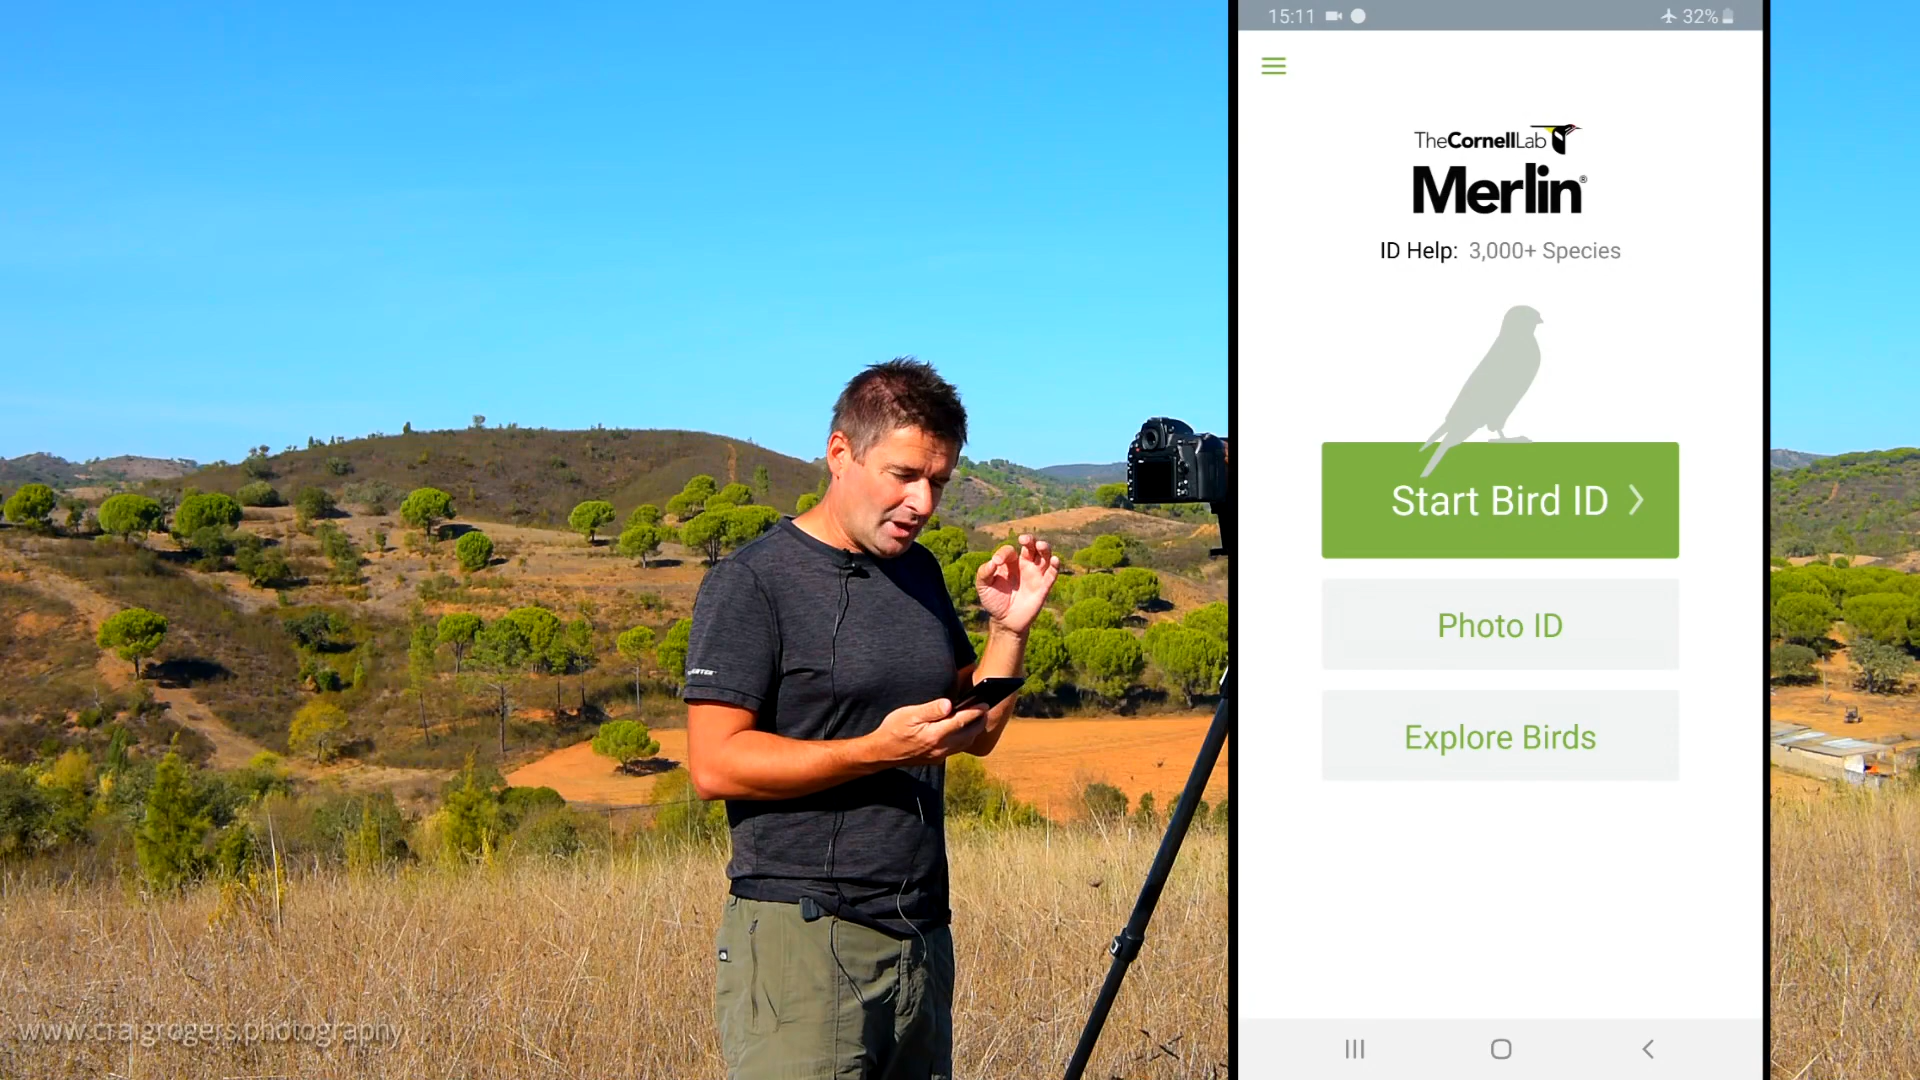 15:11
32%
TheCornellLab
Merlin®
ID Help: 3,000+ Species
Start Bird ID
Photo ID
Explore Birds
www.craigrogers.photography